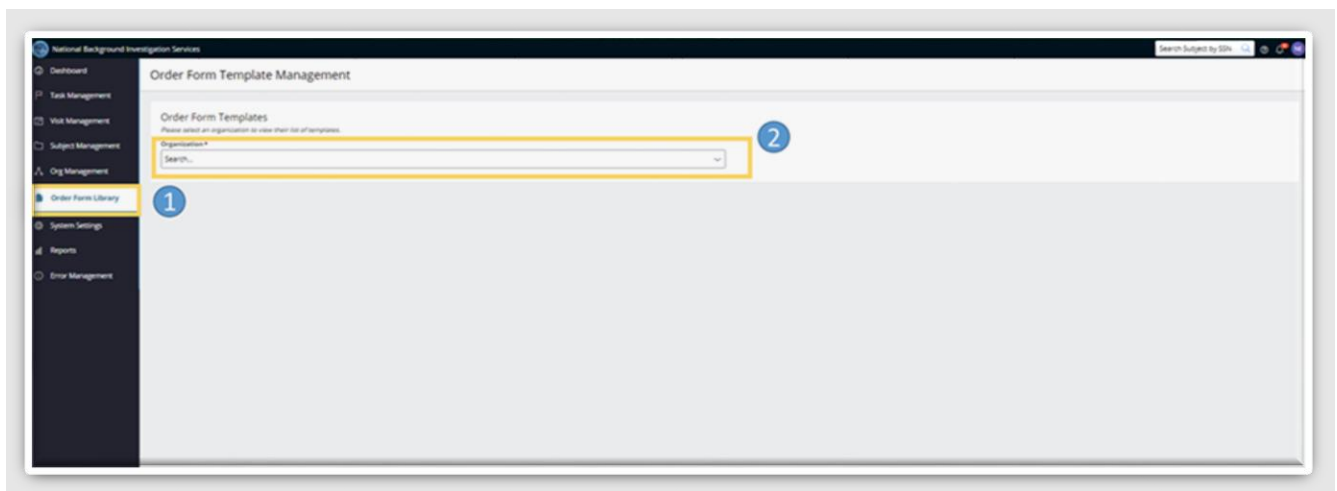 National Background Investigation Services
Search Subject by SSN
Dashboard
Task Management
Visit Management
Subject Management
Org Management
Order Form Library
System Settings
Reports
Error Management
Order Form Template Management
Order Form Templates
Please select an organization to view their list of templates.
Organization *
Search...
1
2